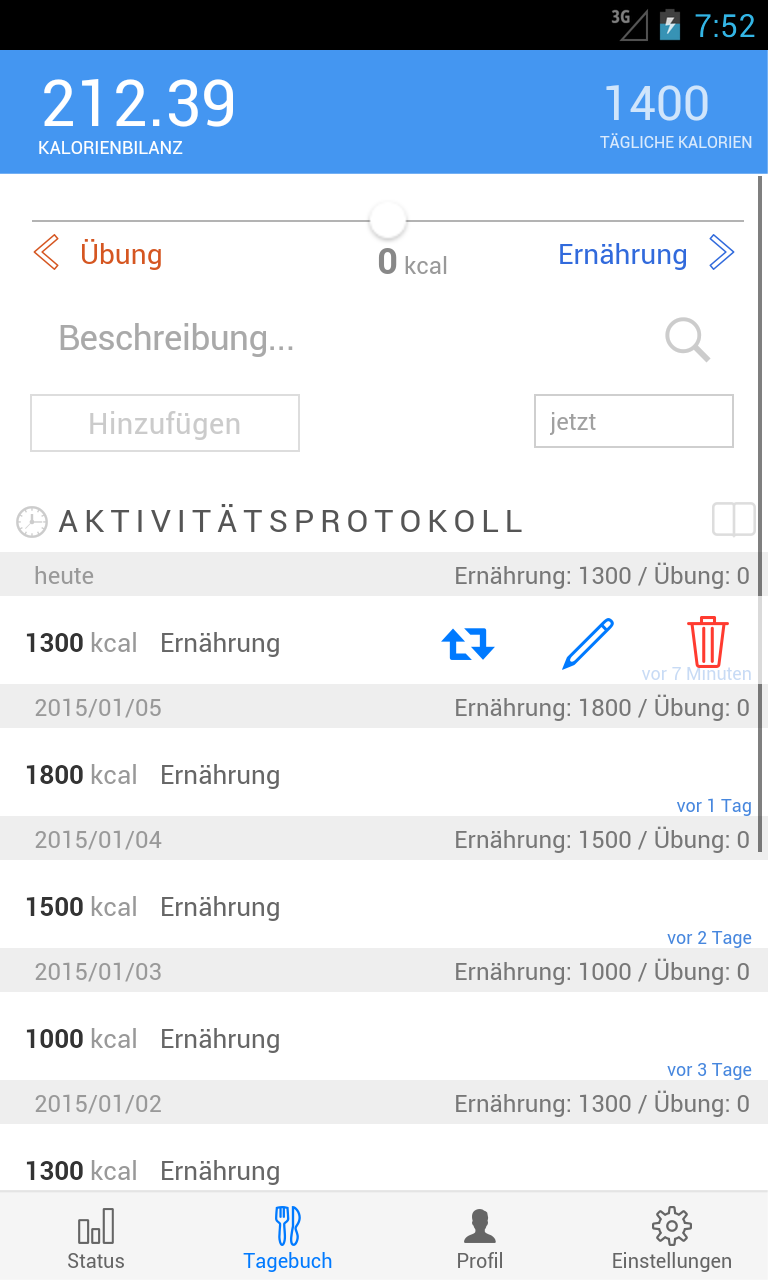 3G 7:52
212.39 1400
KALORIENBILANZ TÄGLICHE KALORIEN
Übung 0 kcal Ernährung
Beschreibung...
Hinzufügen jetzt
AKTIVITÄTSPROTOKOLL
heute Ernährung: 1300 / Übung: 0
1300 kcal Ernährung
vor 7 Minuten
2015/01/05 Ernährung: 1800 / Übung: 0
1800 kcal Ernährung
vor 1 Tag
2015/01/04 Ernährung: 1500 / Übung: 0
1500 kcal Ernährung
vor 2 Tage
2015/01/03 Ernährung: 1000 / Übung: 0
1000 kcal Ernährung
vor 3 Tage
2015/01/02 Ernährung: 1300 / Übung: 0
1300 kcal Ernährung
Status Tagebuch Profil Einstellungen